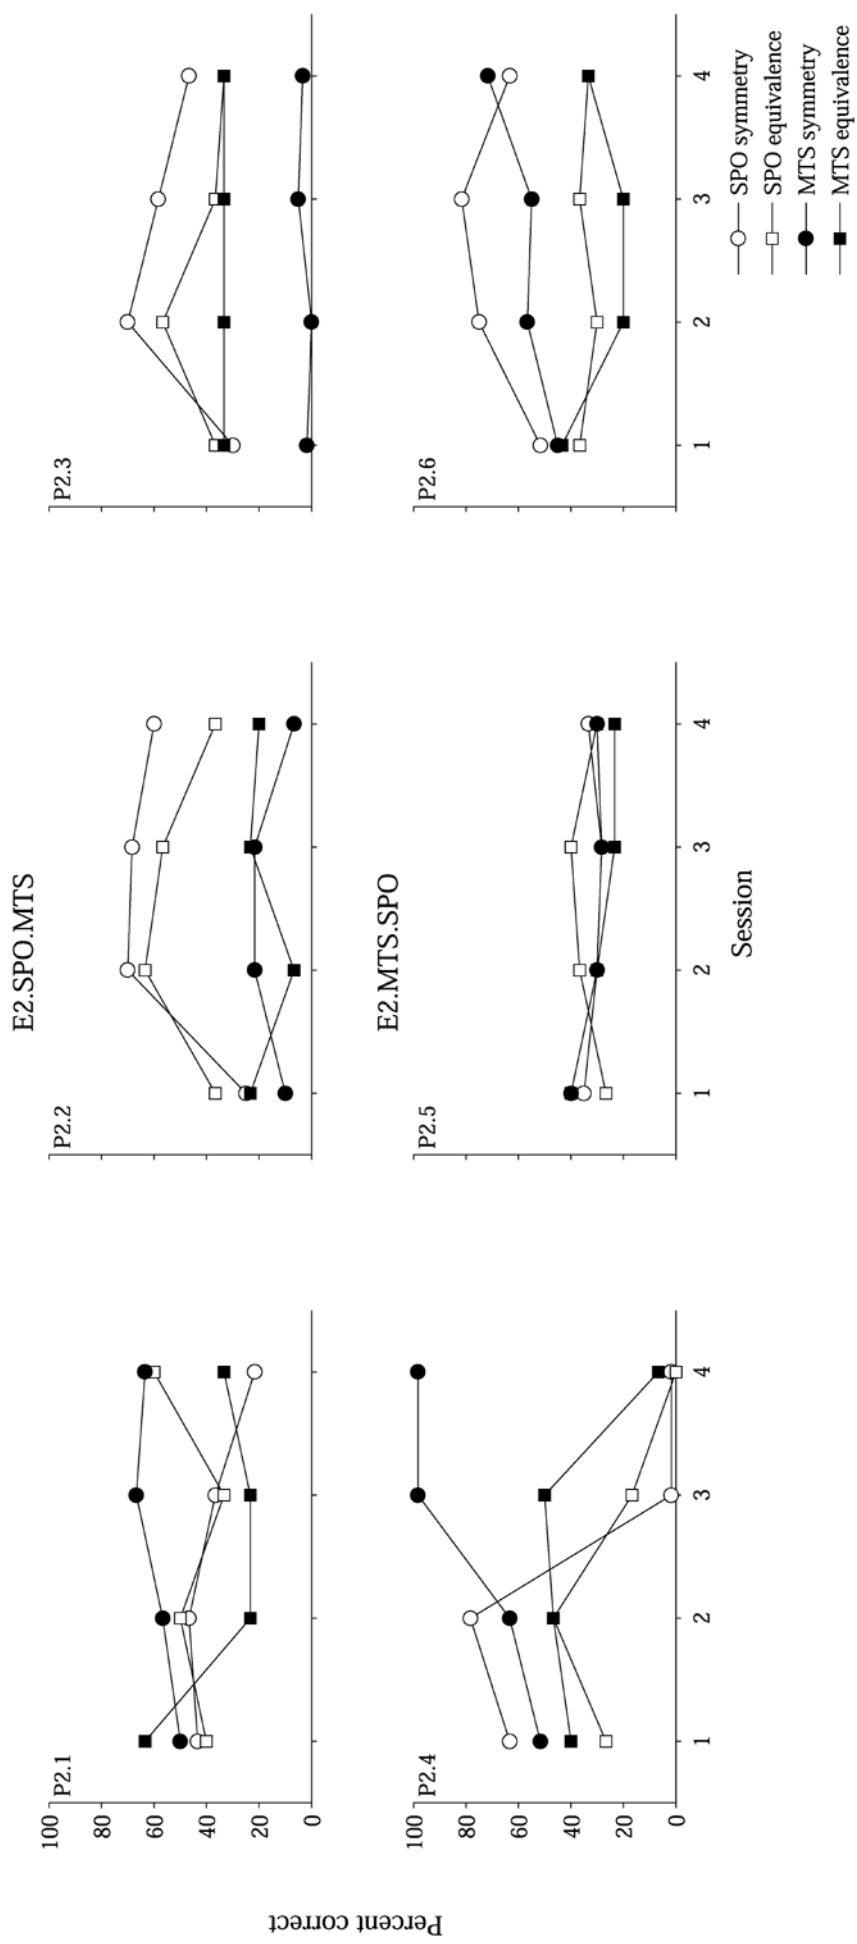 E2.SPO.MTS
P2.1
P2.2
P2.3
100
80
60
40
20
0
E2.MTS.SPO
P2.4
P2.5
P2.6
100
80
60
40
20
0
1 2 3 4
1 2 3 4
1 2 3 4
Percent correct
Session
SPO symmetry
SPO equivalence
MTS symmetry
MTS equivalence